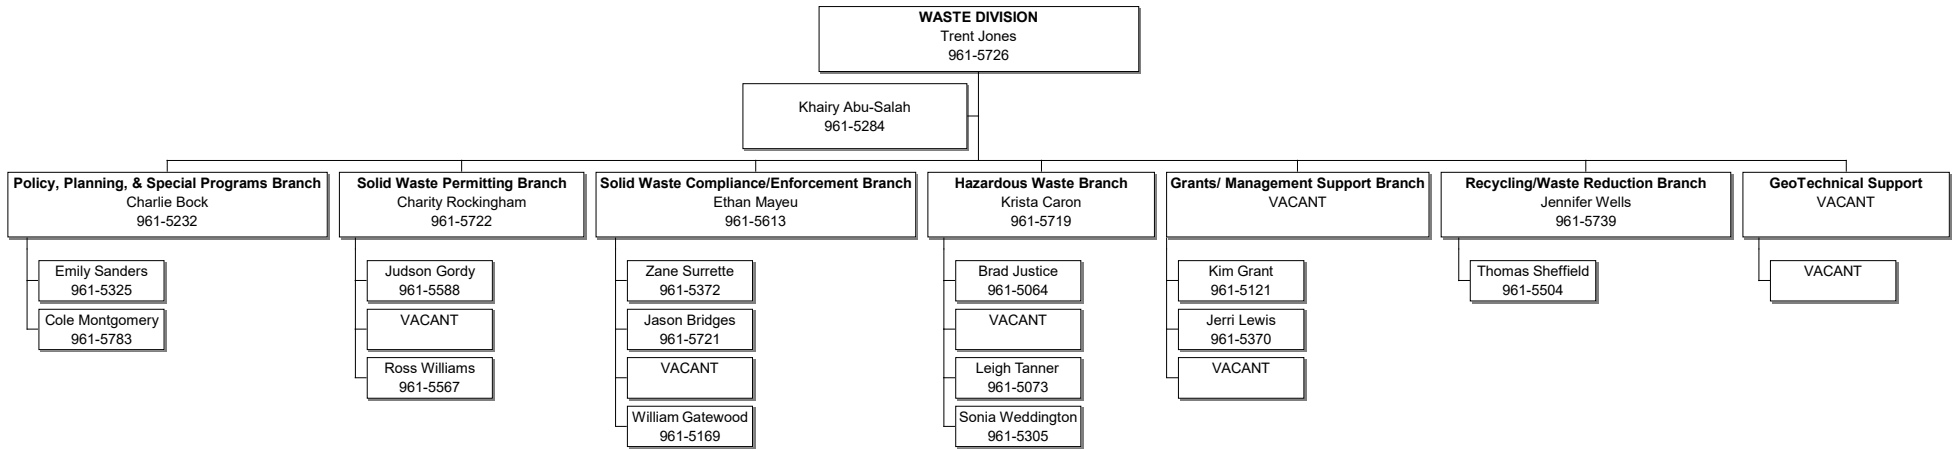 WASTE DIVISION
Trent Jones
961-5726
Khairy Abu-Salah
961-5284
Policy, Planning, & Special Programs Branch
Charlie Bock
961-5232
Emily Sanders
961-5325
Cole Montgomery
961-5783
Solid Waste Permitting Branch
Charity Rockingham
961-5722
Judson Gordy
961-5588
VACANT
Ross Williams
961-5567
Solid Waste Compliance/Enforcement Branch
Ethan Mayeu
961-5613
Zane Surrette
961-5372
Jason Bridges
961-5721
VACANT
William Gatewood
961-5169
Hazardous Waste Branch
Krista Caron
961-5719
Brad Justice
961-5064
VACANT
Leigh Tanner
961-5073
Sonia Weddington
961-5305
Grants/ Management Support Branch
VACANT
Kim Grant
961-5121
Jerri Lewis
961-5370
VACANT
Recycling/Waste Reduction Branch
Jennifer Wells
961-5739
Thomas Sheffield
961-5504
GeoTechnical Support
VACANT
VACANT